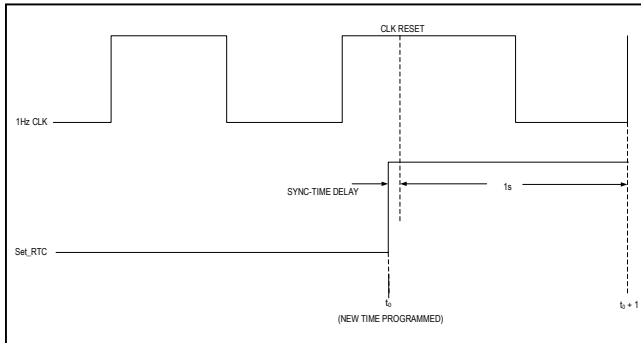 CLK RESET
1Hz CLK
SYNC-TIME DELAY
1s
Set_RTC
t₀
t₀ + 1
(NEW TIME PROGRAMMED)